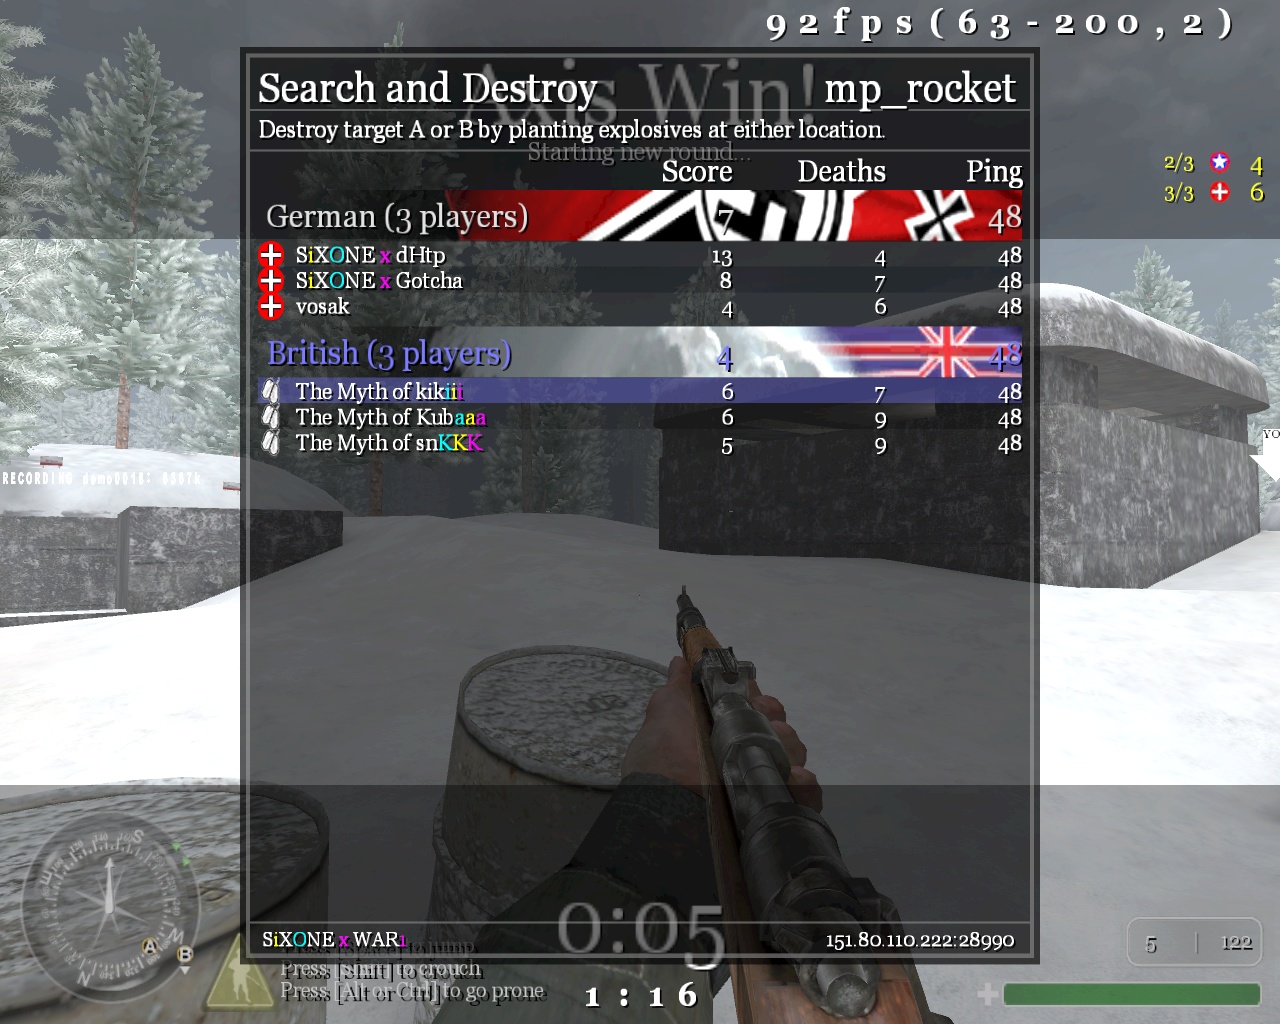 92fps(63-200,2)
Axis Win!
Search and Destroy mp_rocket
Destroy target A or B by planting explosives at either location.
Starting new round...
Score Deaths Ping
2/3 4
3/3 6
German (3 players) 7 48
SiXONE x dHtp 13 4 48
SiXONE x Gotcha 8 7 48
vosak 4 6 48
British (3 players) 4 48
The Myth of kikiii 6 7 48
The Myth of Kubaaa 6 9 48
The Myth of snKKK 5 9 48
YO
RECORDING demo0018: 6367k
S
W
N
A
B
0:05
SiXONE x WAR1 151.80.110.222:28990
5 | 122
Press [Shift] to crouch
Press [Alt or Ctrl] to go prone
1:16